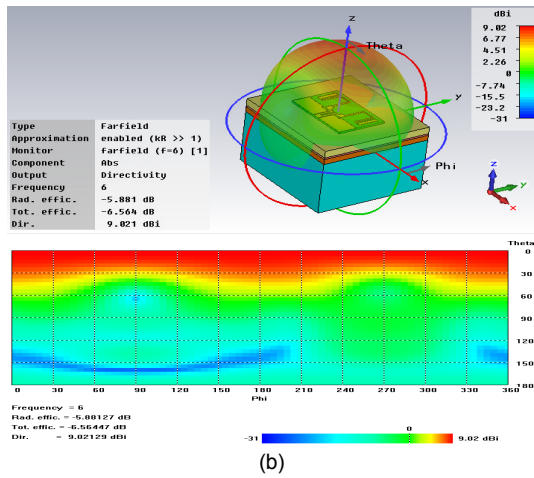 dBi
9.02
6.77
4.51
2.26
0
-7.74
-15.5
-23.2
-31
z
Theta
y
Phi
x
z
y
x
Type Farfield
Approximation enabled (kR >> 1)
Monitor farfield (f=6) [1]
Component Abs
Output Directivity
Frequency 6
Rad. effic. -5.881 dB
Tot. effic. -6.564 dB
Dir. 9.021 dBi
Theta
0
30
60
90
120
150
180
0 30 60 90 120 150 180 210 240 270 300 330 360
Phi
Frequency = 6
Rad. effic. = -5.88127 dB
Tot. effic. = -6.56447 dB
Dir. = 9.02129 dBi
0
-31 9.02 dBi
(b)